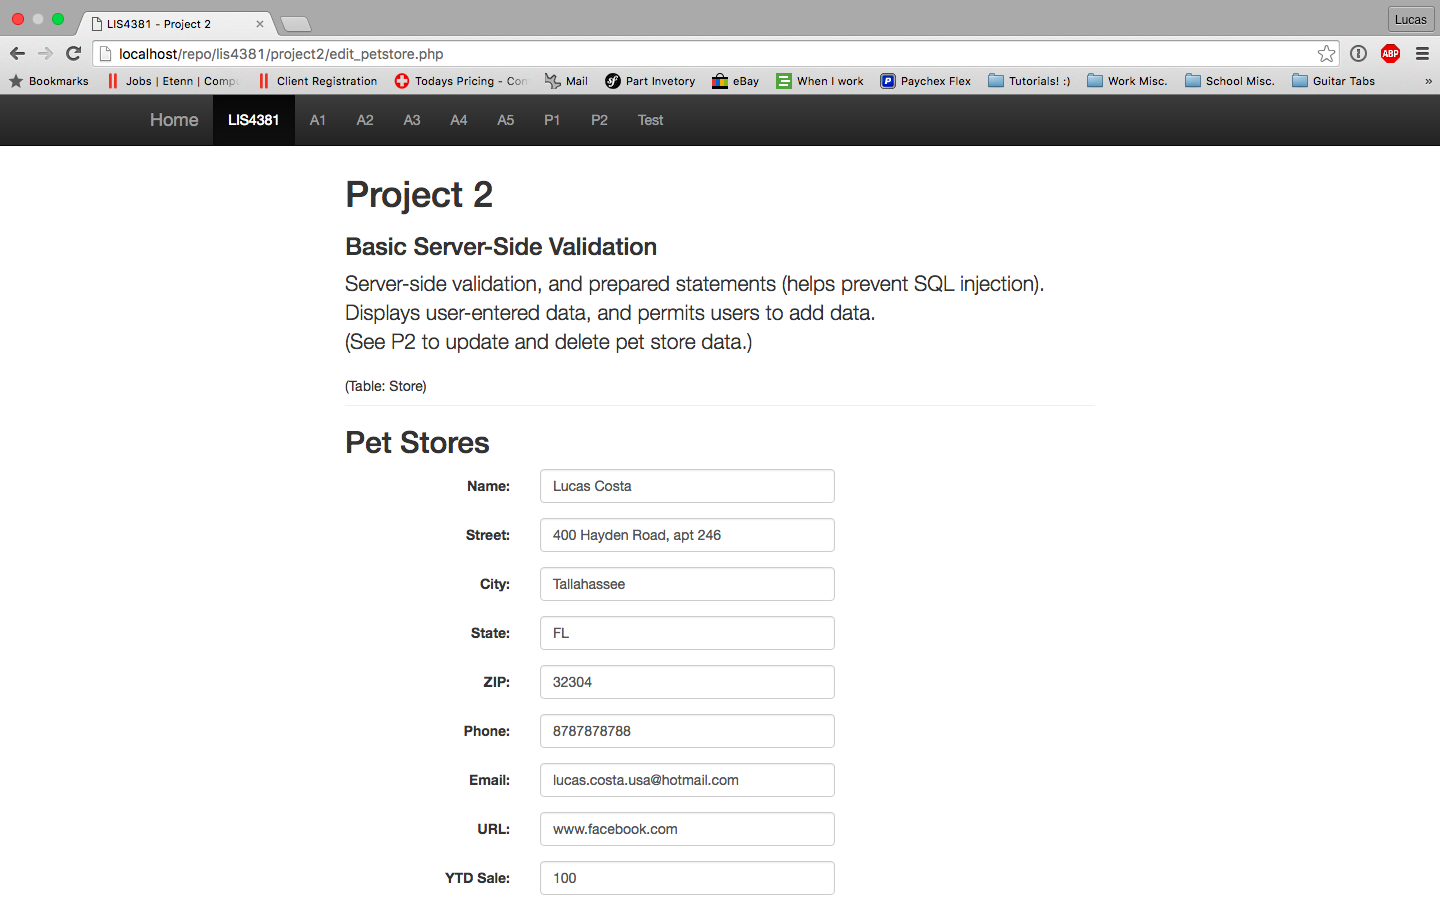 LIS4381 - Project 2
Lucas
localhost/repo/lis4381/project2/edit_petstore.php
ABP
Bookmarks Jobs | Etenn | Comp Client Registration Todays Pricing - Con Mail Part Invetory eBay When I work Paychex Flex Tutorials! :) Work Misc. School Misc. Guitar Tabs »
Home LIS4381 A1 A2 A3 A4 A5 P1 P2 Test
Project 2
Basic Server-Side Validation
Server-side validation, and prepared statements (helps prevent SQL injection).
Displays user-entered data, and permits users to add data.
(See P2 to update and delete pet store data.)
(Table: Store)
Pet Stores
Name: Lucas Costa
Street: 400 Hayden Road, apt 246
City: Tallahassee
State: FL
ZIP: 32304
Phone: 8787878788
Email: lucas.costa.usa@hotmail.com
URL: www.facebook.com
YTD Sale: 100